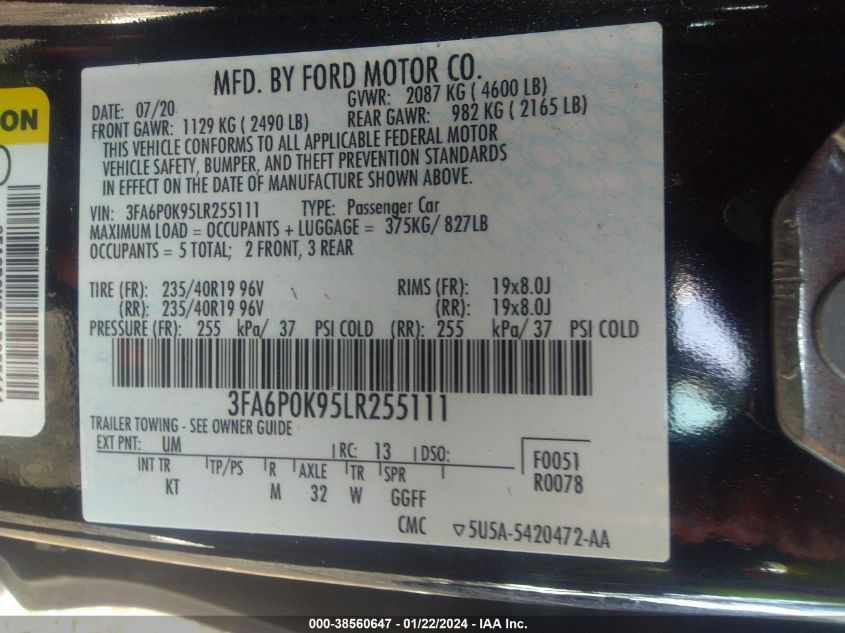 MFD. BY FORD MOTOR CO.
DATE: 07/20 GVWR: 2087 KG ( 4600 LB)
FRONT GAWR: 1129 KG ( 2490 LB) REAR GAWR: 982 KG ( 2165 LB)
THIS VEHICLE CONFORMS TO ALL APPLICABLE FEDERAL MOTOR
VEHICLE SAFETY, BUMPER, AND THEFT PREVENTION STANDARDS
IN EFFECT ON THE DATE OF MANUFACTURE SHOWN ABOVE.
VIN: 3FA6P0K95LR255111 TYPE: Passenger Car
MAXIMUM LOAD = OCCUPANTS + LUGGAGE = 375KG/ 827LB
OCCUPANTS = 5 TOTAL; 2 FRONT, 3 REAR
TIRE (FR): 235/40R19 96V RIMS (FR): 19x8.0J
(RR): 235/40R19 96V (RR): 19x8.0J
PRESSURE (FR): 255 kPa/ 37 PSI COLD (RR): 255 kPa/ 37 PSI COLD
3FA6P0K95LR255111
TRAILER TOWING - SEE OWNER GUIDE
EXT PNT: UM RC: 13 DSO: F0051
INT TR TP/PS R AXLE TR SPR R0078
KT M 32 W GGFF
CMC ▽5U5A-5420472-AA
ON
000-38560647 - 01/22/2024 - IAA Inc.